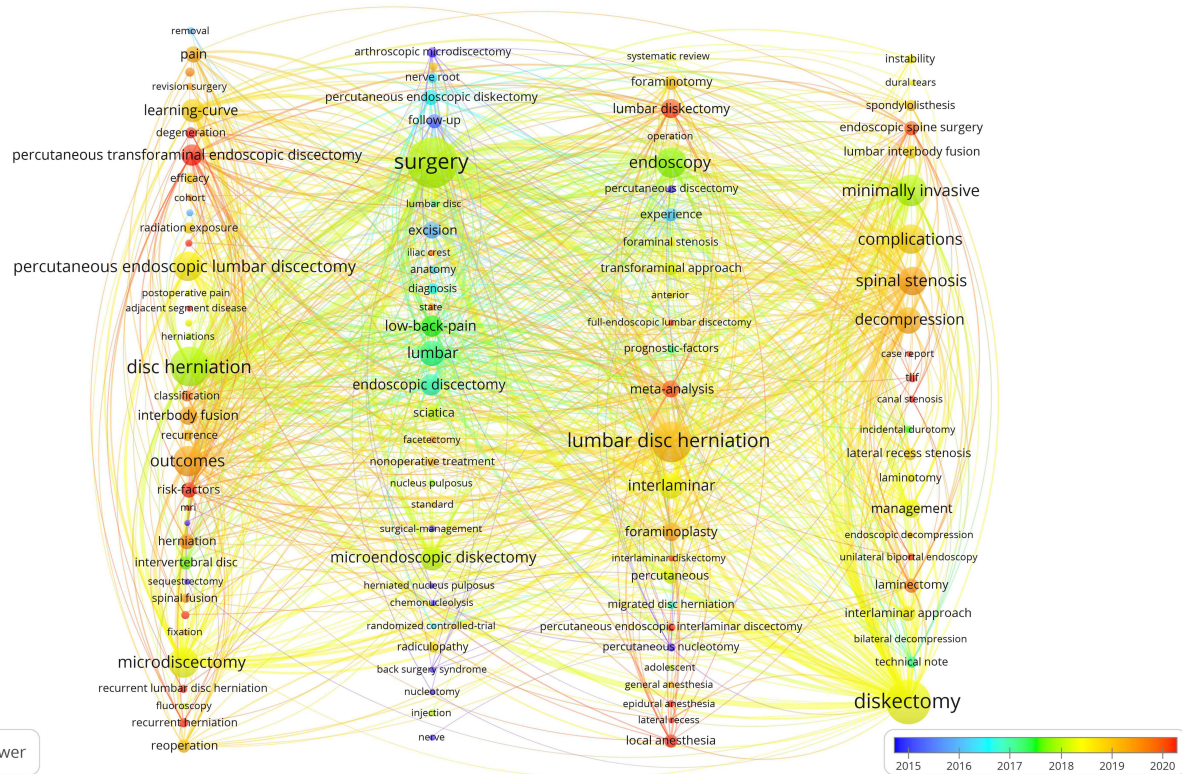 removal
pain
revision surgery
learning-curve
degeneration
percutaneous transforaminal endoscopic discectomy
efficacy
cohort
radiation exposure
percutaneous endoscopic lumbar discectomy
postoperative pain
adjacent segment disease
herniations
disc herniation
classification
interbody fusion
recurrence
outcomes
risk-factors
mri
herniation
intervertebral disc
sequestrectomy
spinal fusion
fixation
microdiscectomy
recurrent lumbar disc herniation
fluoroscopy
recurrent herniation
reoperation
arthroscopic microdiscectomy
nerve root
percutaneous endoscopic diskectomy
follow-up
surgery
lumbar disc
excision
iliac crest
anatomy
diagnosis
state
low-back-pain
lumbar
endoscopic discectomy
sciatica
facetectomy
nonoperative treatment
nucleus pulposus
standard
surgical-management
microendoscopic diskectomy
herniated nucleus pulposus
chemonucleolysis
randomized controlled-trial
radiculopathy
back surgery syndrome
nucleotomy
injection
nerve
systematic review
foraminotomy
lumbar diskectomy
operation
endoscopy
percutaneous discectomy
experience
foraminal stenosis
transforaminal approach
anterior
full-endoscopic lumbar discectomy
prognostic-factors
meta-analysis
lumbar disc herniation
interlaminar
foraminoplasty
interlaminar diskectomy
percutaneous
migrated disc herniation
percutaneous endoscopic interlaminar discectomy
percutaneous nucleotomy
adolescent
general anesthesia
epidural anesthesia
lateral recess
local anesthesia
instability
dural tears
spondylolisthesis
endoscopic spine surgery
lumbar interbody fusion
minimally invasive
complications
spinal stenosis
decompression
case report
tlif
canal stenosis
incidental durotomy
lateral recess stenosis
laminotomy
management
endoscopic decompression
unilateral biportal endoscopy
laminectomy
interlaminar approach
bilateral decompression
technical note
diskectomy
wer
2015 2016 2017 2018 2019 2020